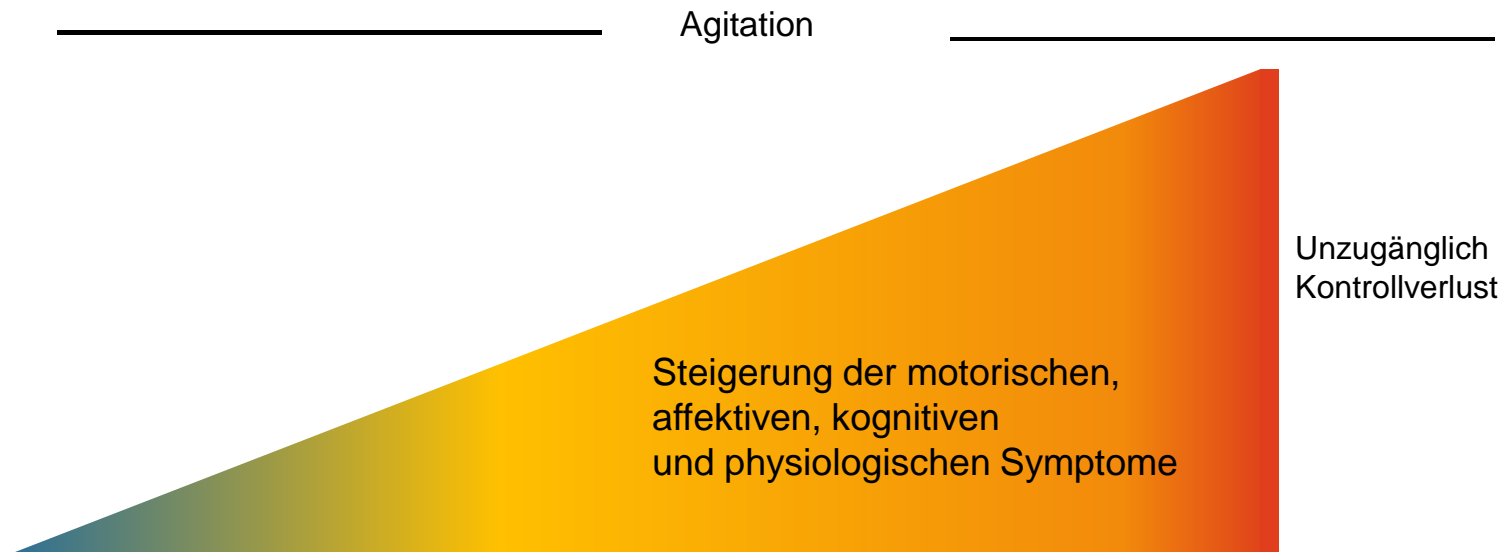 Agitation
Unzugänglich
Kontrollverlust
Steigerung der motorischen,
affektiven, kognitiven
und physiologischen Symptome